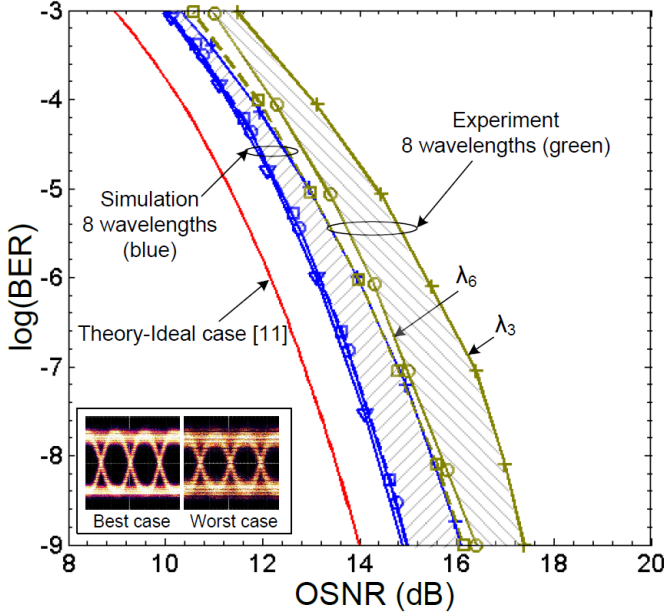 -3
-4
-5
-6
-7
-8
-9
log(BER)
Experiment
8 wavelengths (green)
Simulation
8 wavelengths
(blue)
Theory-Ideal case [11]
λ6
λ3
Best case
Worst case
8
10
12
14
16
18
20
OSNR (dB)